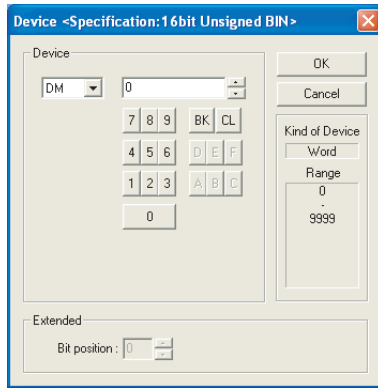 Device <Specification:16bit Unsigned BIN>
Device
DM 0
7 8 9 BK CL
4 5 6 D E F
1 2 3 A B C
0
OK
Cancel
Kind of Device
Word
Range
0
-
9999
Extended
Bit position : 0